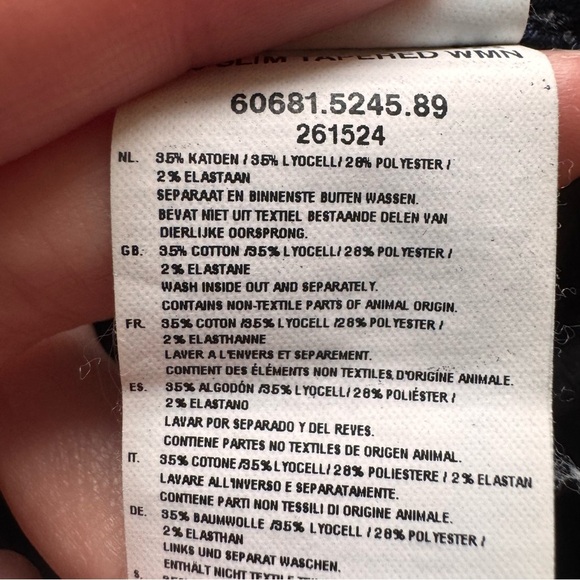 SLIM TAPERED WMN
60681.5245.89
261524
NL. 35% KATOEN / 35% LYOCELL / 28% POLYESTER /
2% ELASTAAN
SEPARAAT EN BINNENSTE BUITEN WASSEN.
BEVAT NIET UIT TEXTIEL BESTAANDE DELEN VAN
DIERLIJKE OORSPRONG.
GB. 35% COTTON /35% LYOCELL / 28% POLYESTER /
2% ELASTANE
WASH INSIDE OUT AND SEPARATELY.
CONTAINS NON-TEXTILE PARTS OF ANIMAL ORIGIN.
FR. 35% COTON /35% LYOCELL /28% POLYESTER /
2% ELASTHANNE
LAVER A L'ENVERS ET SEPAREMENT.
CONTIENT DES ÉLÉMENTS NON TEXTILES D'ORIGINE ANIMALE.
ES. 35% ALGODÓN /35% LYOCELL / 28% POLIÉSTER /
2% ELASTANO
LAVAR POR SEPARADO Y DEL REVES.
CONTIENE PARTES NO TEXTILES DE ORIGEN ANIMAL.
IT. 35% COTONE /35% LYOCELL / 28% POLIESTERE / 2% ELASTAN
LAVARE ALL'INVERSO E SEPARATAMENTE.
CONTIENE PARTI NON TESSILI DI ORIGINE ANIMALE.
DE. 35% BAUMWOLLE /35% LYOCELL / 28% POLYESTER /
2% ELASTHAN
LINKS UND SEPARAT WASCHEN.
ENTHÄLT NICHT TEXTILE